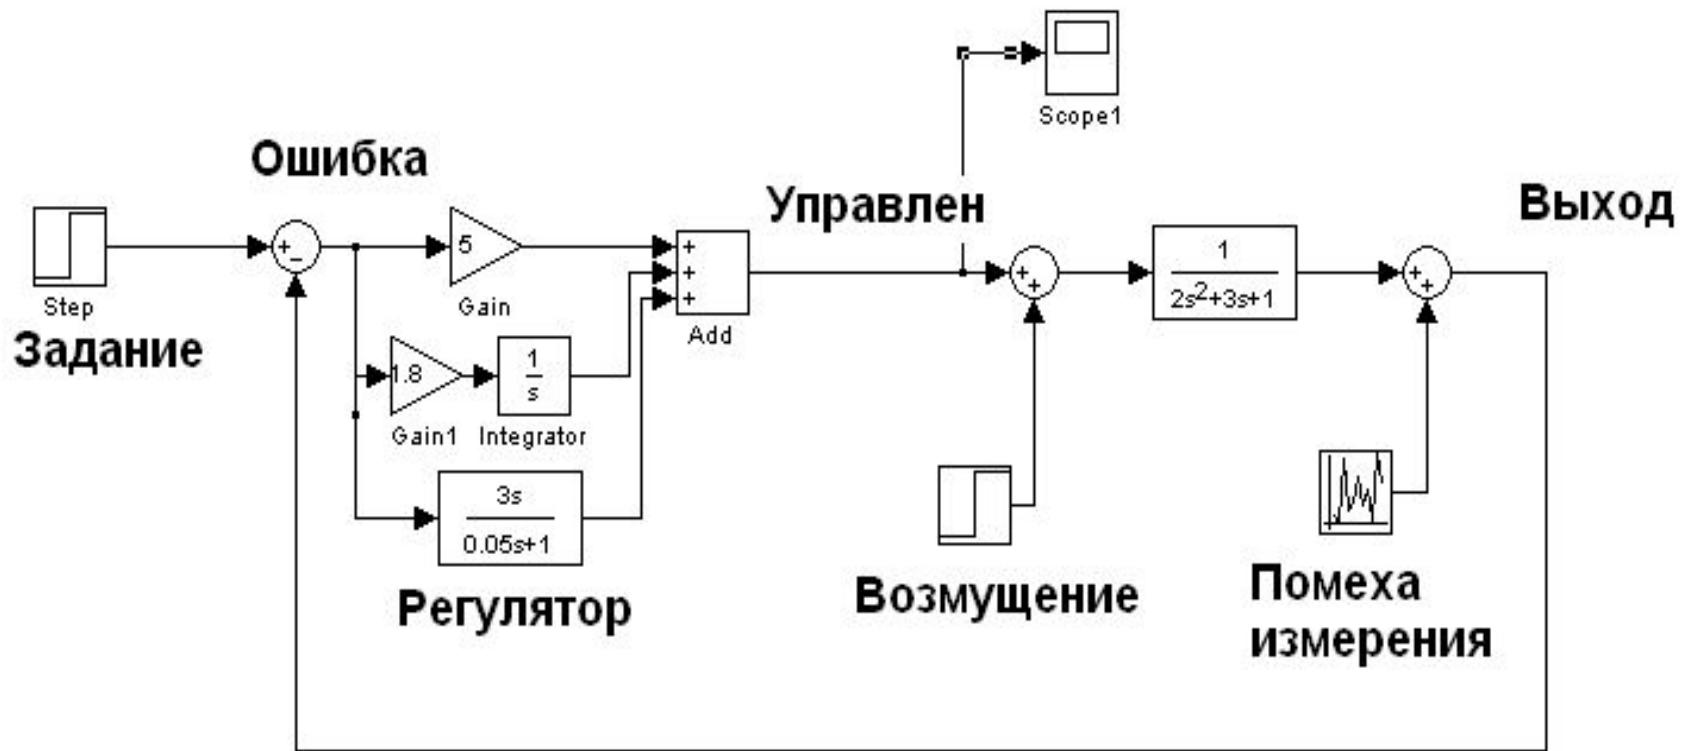 Scope1
Ошибка
Управлен
Выход
+
−
5
+
+
+
+
+
1
2s²+3s+1
+
+
Step
Gain
Add
Задание
1.8
1
s
Gain1
Integrator
3s
0.05s+1
Регулятор
Возмущение
Помеха
измерения